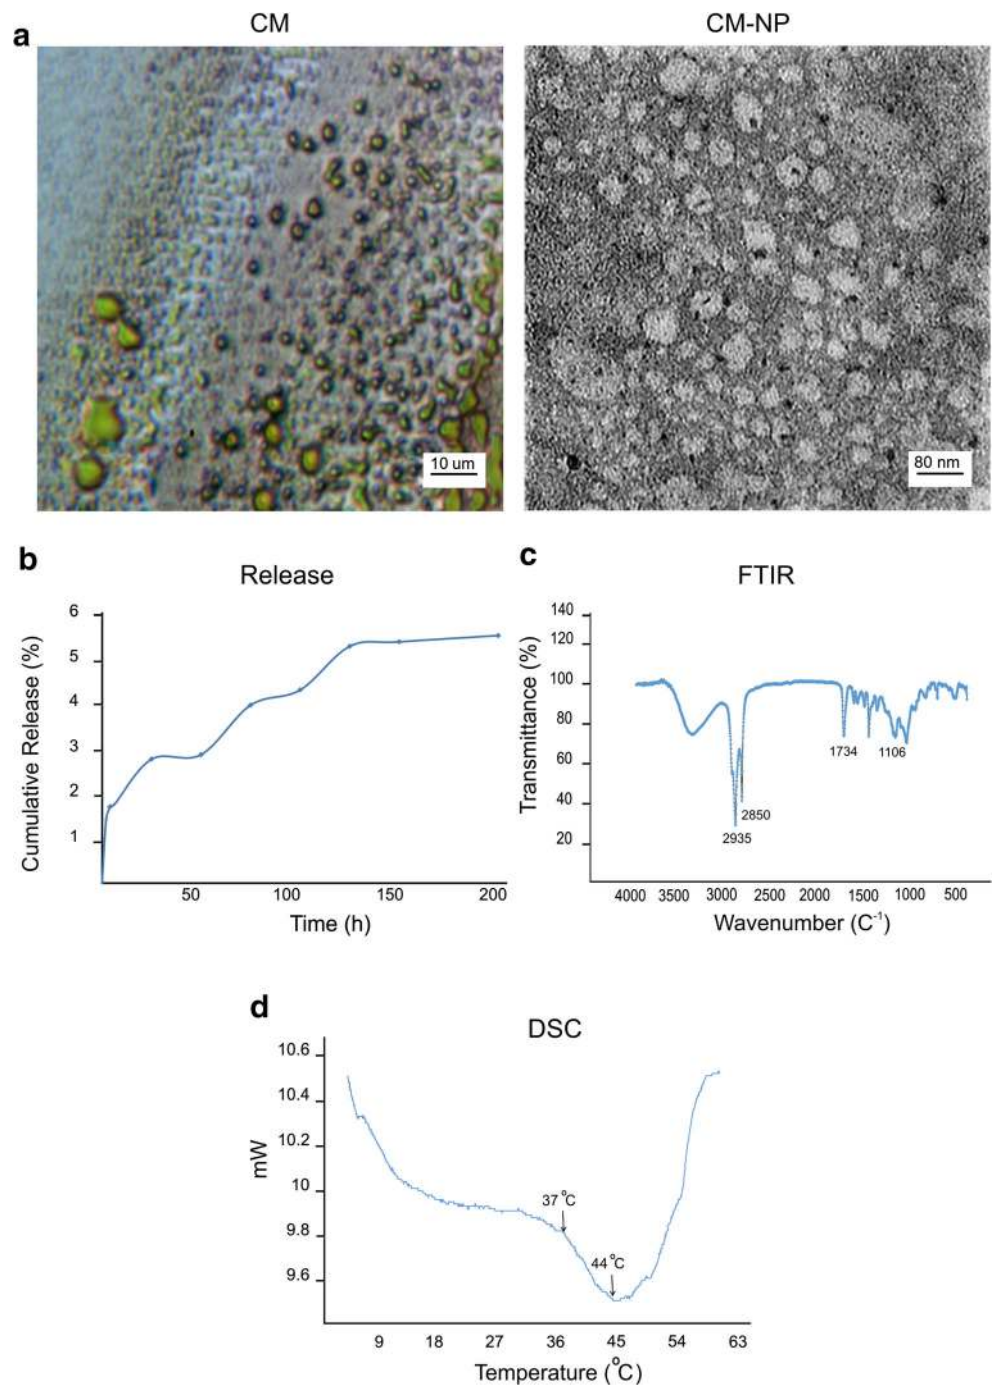 a
CM
CM-NP
10 um
80 nm
b
Release
6
5
4
3
2
1
50
100
150
200
Cumulative Release (%)
Time (h)
c
FTIR
140
120
100
80
60
40
20
1734
1106
2850
2935
4000 3500 3000 2500 2000 1500 1000 500
Transmittance (%)
Wavenumber (C⁻¹)
d
DSC
10.6
10.4
10.2
10
9.8
9.6
37 °C
44 °C
9 18 27 36 45 54 63
mW
Temperature (°C)